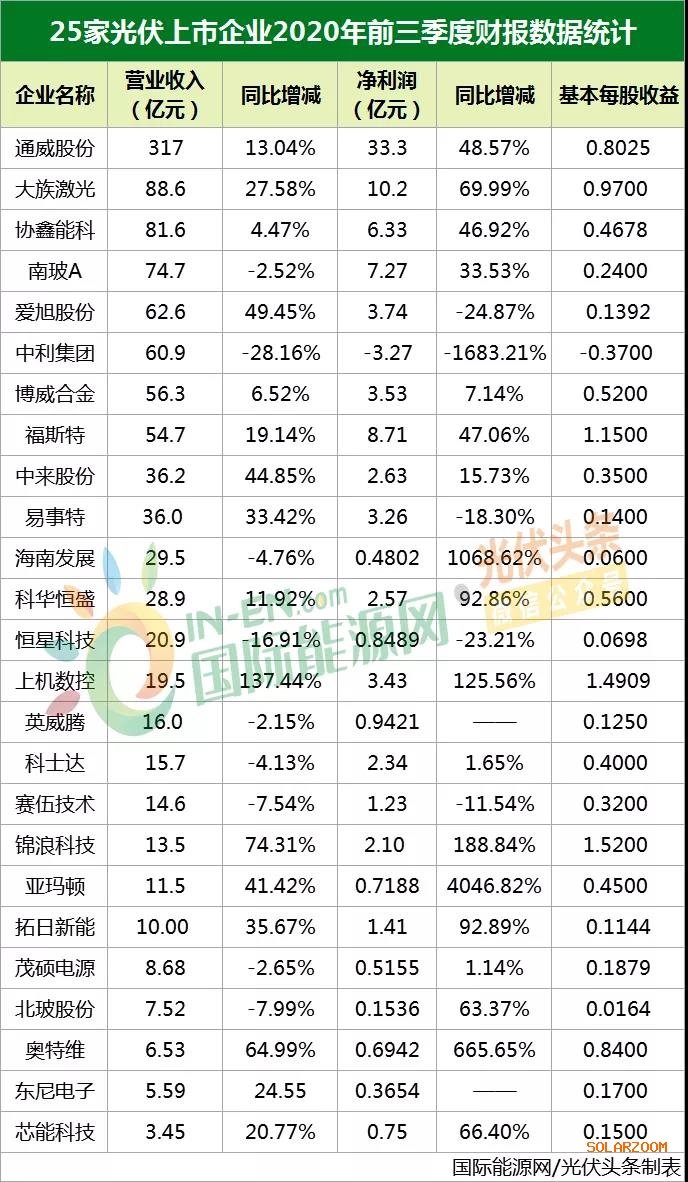 25家光伏上市企业2020年前三季度财报数据统计
企业名称 营业收入（亿元） 同比增减 净利润（亿元） 同比增减 基本每股收益
通威股份 317 13.04% 33.3 48.57% 0.8025
大族激光 88.6 27.58% 10.2 69.99% 0.9700
协鑫能科 81.6 4.47% 6.33 46.92% 0.4678
南玻A 74.7 -2.52% 7.27 33.53% 0.2400
爱旭股份 62.6 49.45% 3.74 -24.87% 0.1392
中利集团 60.9 -28.16% -3.27 -1683.21% -0.3700
博威合金 56.3 6.52% 3.53 7.14% 0.5200
福斯特 54.7 19.14% 8.71 47.06% 1.1500
中来股份 36.2 44.85% 2.63 15.73% 0.3500
易事特 36.0 33.42% 3.26 -18.30% 0.1400
海南发展 29.5 -4.76% 0.4802 1068.62% 0.0600
科华恒盛 28.9 11.92% 2.57 92.86% 0.5600
恒星科技 20.9 -16.91% 0.8489 -23.21% 0.0698
上机数控 19.5 137.44% 3.43 125.56% 1.4909
英威腾 16.0 -2.15% 0.9421 —— 0.1250
科士达 15.7 -4.13% 2.34 1.65% 0.4000
赛伍技术 14.6 -7.54% 1.23 -11.54% 0.3200
锦浪科技 13.5 74.31% 2.10 188.84% 1.5200
亚玛顿 11.5 41.42% 0.7188 4046.82% 0.4500
拓日新能 10.00 35.67% 1.41 92.89% 0.1144
茂硕电源 8.68 -2.65% 0.5155 1.14% 0.1879
北玻股份 7.52 -7.99% 0.1536 63.37% 0.0164
奥特维 6.53 64.99% 0.6942 665.65% 0.8400
东尼电子 5.59 24.55 0.3654 —— 0.1700
芯能科技 3.45 20.77% 0.75 66.40% 0.1500
国际能源网/光伏头条制表
IN-EN.com
国际能源网
光伏头条
微信公众号
SOLARZOOM